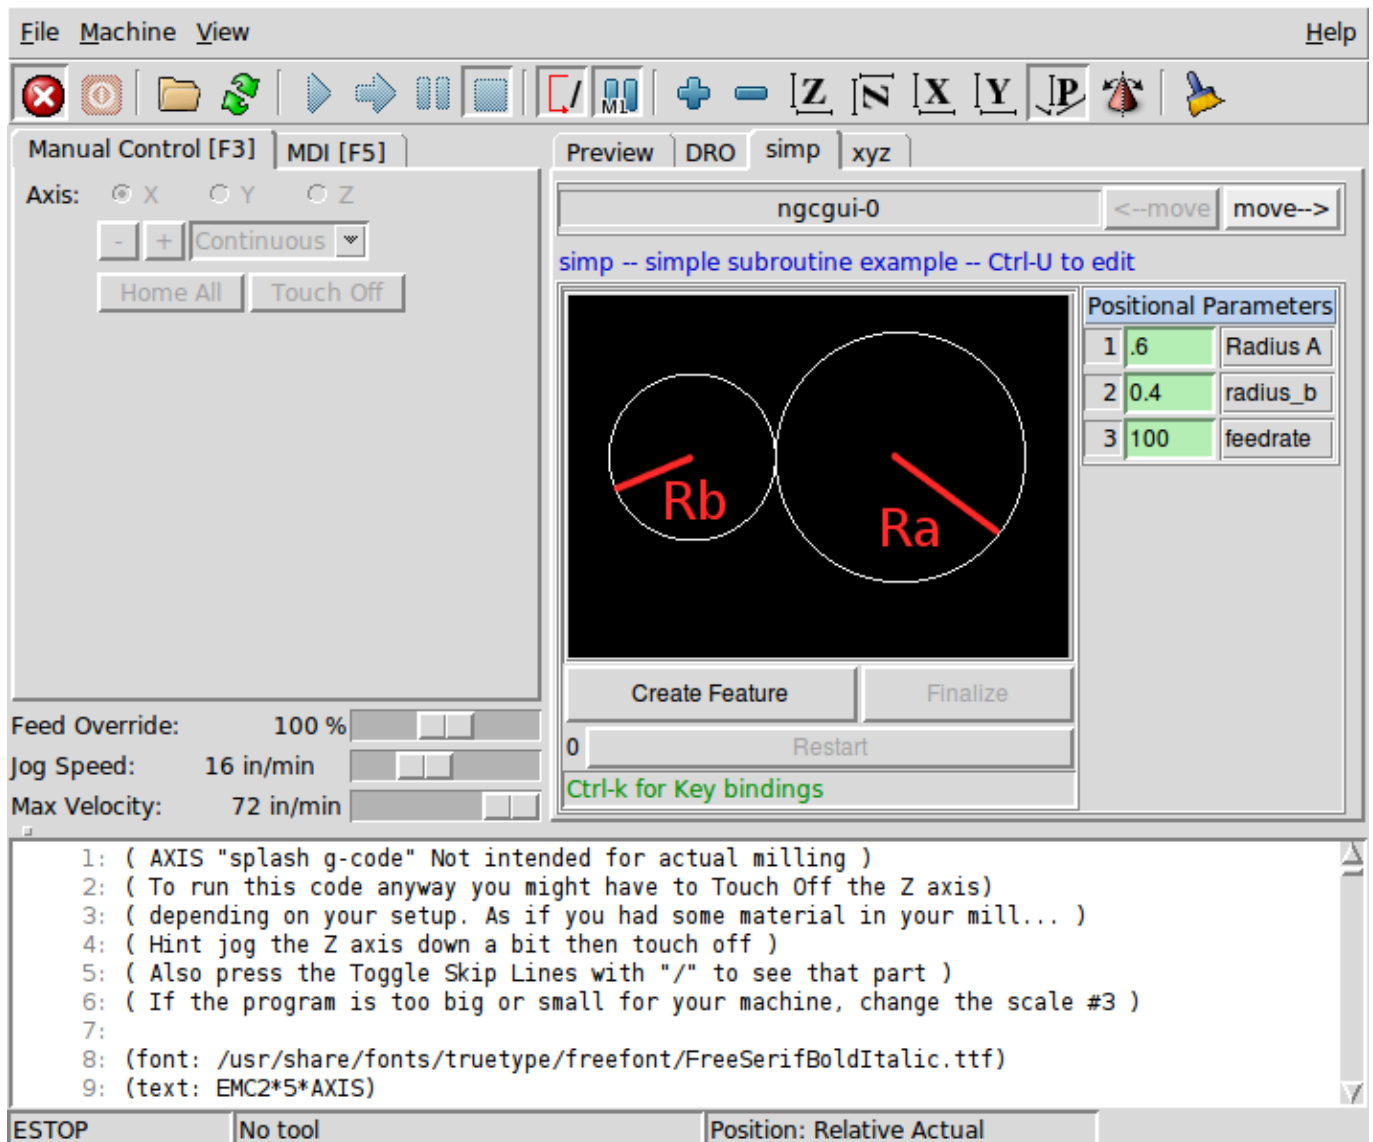 File Machine View Help
M1 Z N X Y P
Manual Control [F3] MDI [F5]
Preview DRO simp xyz
Axis: X Y Z
- + Continuous
Home All Touch Off
ngcgui-0 <--move move-->
simp -- simple subroutine example -- Ctrl-U to edit
Rb
Ra
Positional Parameters
1 .6 Radius A
2 0.4 radius_b
3 100 feedrate
Create Feature Finalize
0 Restart
Ctrl-k for Key bindings
Feed Override: 100 %
Jog Speed: 16 in/min
Max Velocity: 72 in/min
1: ( AXIS "splash g-code" Not intended for actual milling )
2: ( To run this code anyway you might have to Touch Off the Z axis)
3: ( depending on your setup. As if you had some material in your mill... )
4: ( Hint jog the Z axis down a bit then touch off )
5: ( Also press the Toggle Skip Lines with "/" to see that part )
6: ( If the program is too big or small for your machine, change the scale #3 )
7:
8: (font: /usr/share/fonts/truetype/freefont/FreeSerifBoldItalic.ttf)
9: (text: EMC2*5*AXIS)
ESTOP No tool Position: Relative Actual